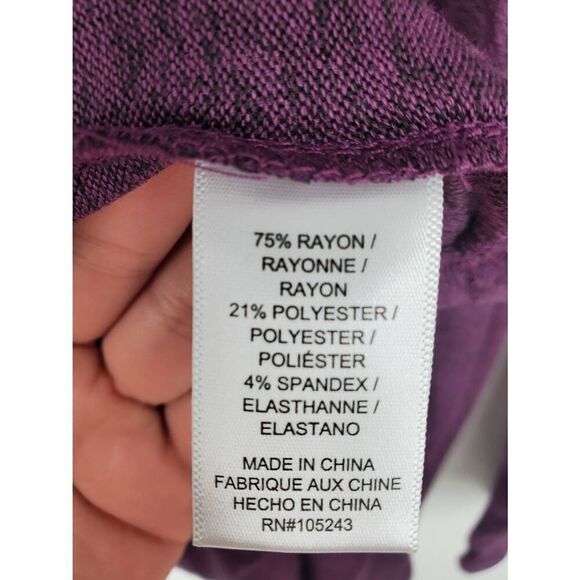 75% RAYON /
RAYONNE /
RAYON
21% POLYESTER /
POLYESTER /
POLIÉSTER
4% SPANDEX /
ELASTHANNE /
ELASTANO
MADE IN CHINA
FABRIQUE AUX CHINE
HECHO EN CHINA
RN#105243